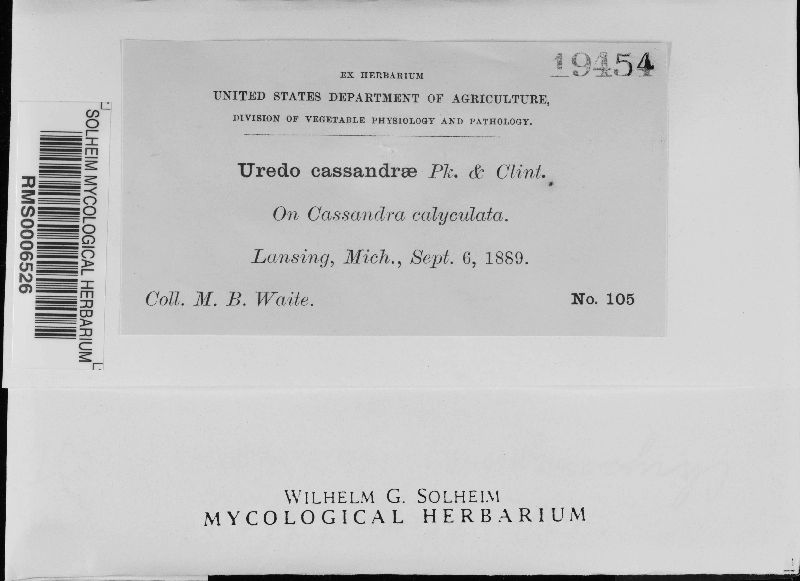 19454
EX HERBARIUM
UNITED STATES DEPARTMENT OF AGRICULTURE,
DIVISION OF VEGETABLE PHYSIOLOGY AND PATHOLOGY.
Uredo cassandræ Pk. & Clint.
On Cassandra calyculata.
Lansing, Mich., Sept. 6, 1889.
Coll. M. B. Waite. No. 105
SOLHEIM MYCOLOGICAL HERBARIUM
RMS0006526
WILHELM G. SOLHEIM
MYCOLOGICAL HERBARIUM